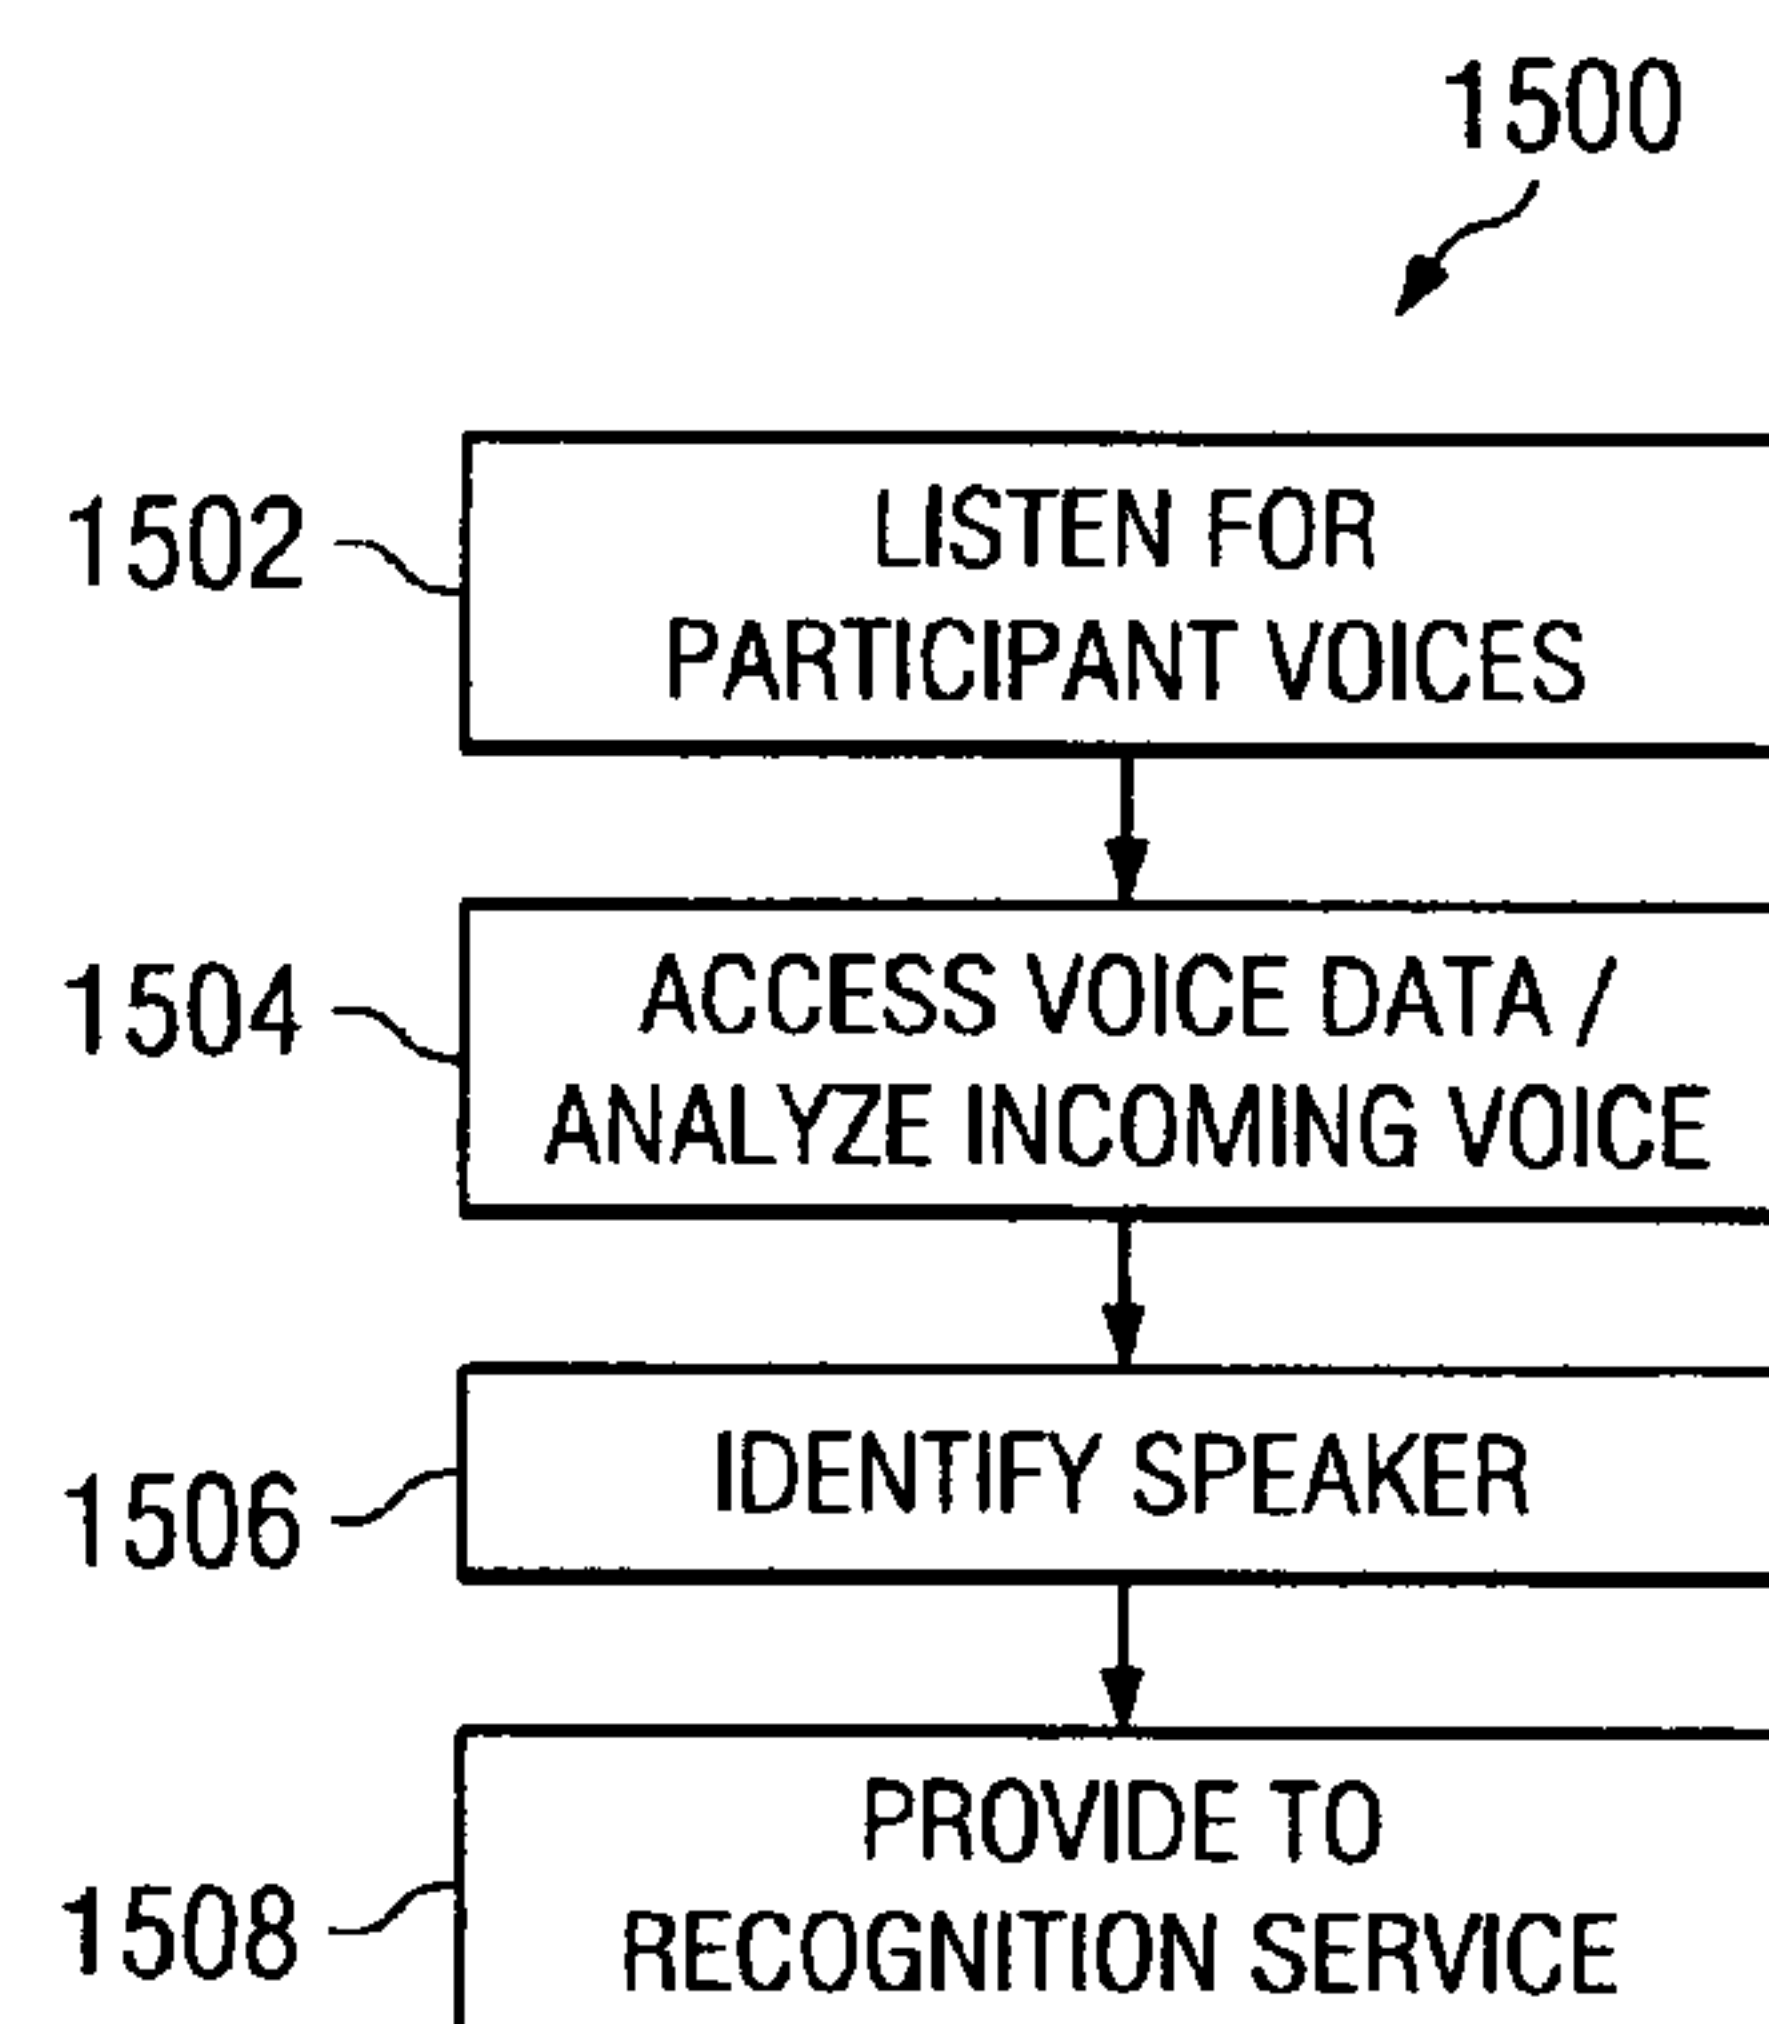 1500
1502
LISTEN FOR
PARTICIPANT VOICES
1504
ACCESS VOICE DATA /
ANALYZE INCOMING VOICE
1506
IDENTIFY SPEAKER
1508
PROVIDE TO
RECOGNITION SERVICE